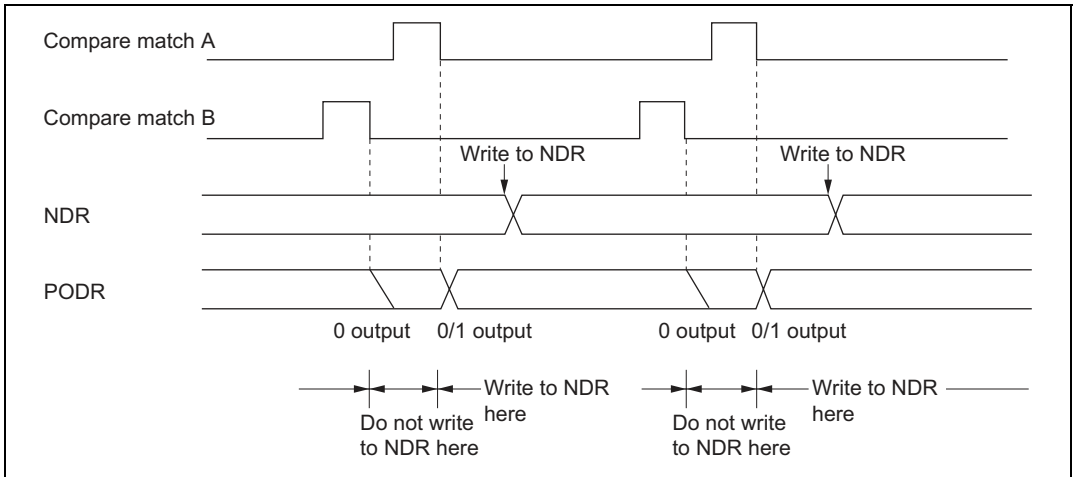 Compare match A
Compare match B
Write to NDR Write to NDR
NDR
PODR
0 output 0/1 output 0 output 0/1 output
Write to NDR here Write to NDR here
Do not write to NDR here Do not write to NDR here